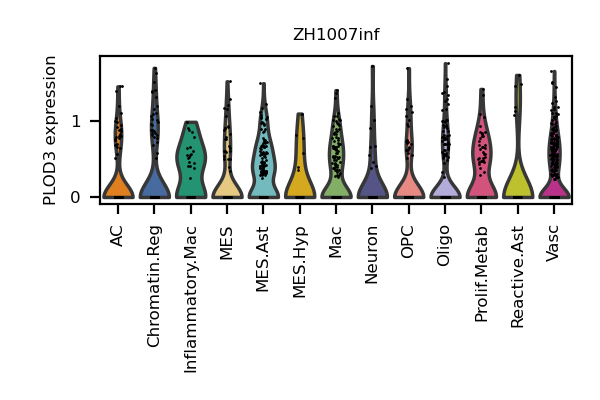 ZH1007inf
PLOD3 expression
1
0
AC
Chromatin.Reg
Inflammatory.Mac
MES
MES.Ast
MES.Hyp
Mac
Neuron
OPC
Oligo
Prolif.Metab
Reactive.Ast
Vasc